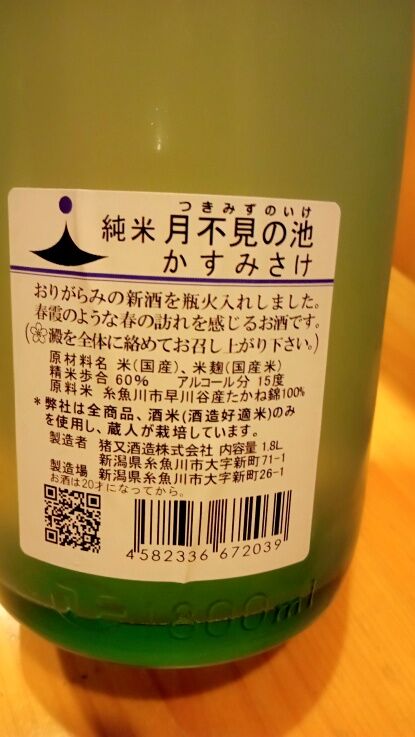 つきみずのいけ
純米 月不見の池
かすみさけ
おりがらみの新酒を瓶火入れしました。
春霞のような春の訪れを感じるお酒です。
(❀澱を全体に絡めてお召し上がり下さい。)
原材料名 米(国産)、米麹(国産米)
精米歩合 60% アルコール分 15度
原料米 糸魚川市早川谷産たかね錦100%
*弊社は全商品、酒米(酒造好適米)のみ
を使用し、蔵人が栽培しています。
製造者 猪又酒造株式会社 内容量 1.8L
新潟県糸魚川市大字新町71-1
製造場 新潟県糸魚川市大字新町26-1
お酒は20才になってから。
4582336 672039
1800ml